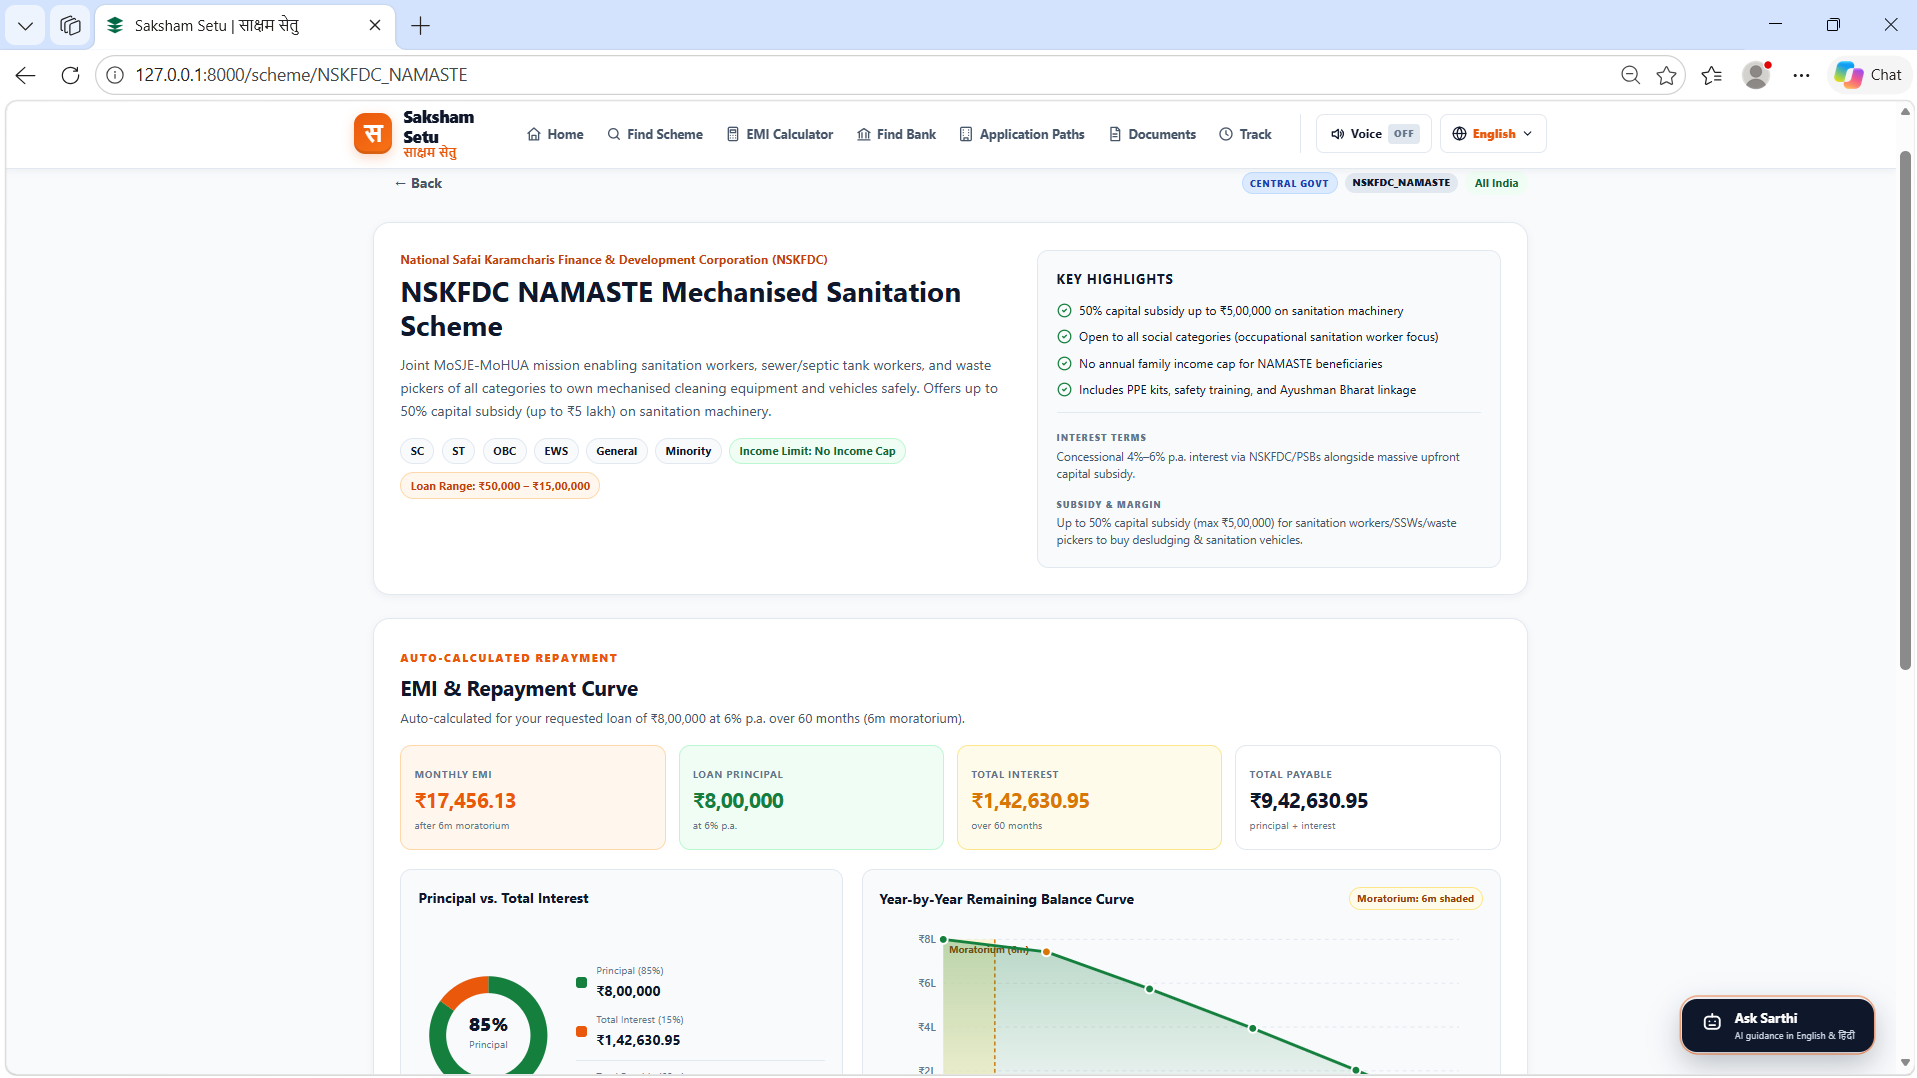 Saksham Setu | साक्षम सेतु
127.0.0.1:8000/scheme/NSKFDC_NAMASTE
Chat
स
Saksham
Setu
साक्षम सेतु
Home
Find Scheme
EMI Calculator
Find Bank
Application Paths
Documents
Track
Voice OFF
English
← Back
CENTRAL GOVT
NSKFDC_NAMASTE
All India
National Safai Karamcharis Finance & Development Corporation (NSKFDC)
NSKFDC NAMASTE Mechanised Sanitation
Scheme
Joint MoSJE-MoHUA mission enabling sanitation workers, sewer/septic tank workers, and waste
pickers of all categories to own mechanised cleaning equipment and vehicles safely. Offers up to
50% capital subsidy (up to ₹5 lakh) on sanitation machinery.
SC
ST
OBC
EWS
General
Minority
Income Limit: No Income Cap
Loan Range: ₹50,000 – ₹15,00,000
KEY HIGHLIGHTS
50% capital subsidy up to ₹5,00,000 on sanitation machinery
Open to all social categories (occupational sanitation worker focus)
No annual family income cap for NAMASTE beneficiaries
Includes PPE kits, safety training, and Ayushman Bharat linkage
INTEREST TERMS
Concessional 4%–6% p.a. interest via NSKFDC/PSBs alongside massive upfront
capital subsidy.
SUBSIDY & MARGIN
Up to 50% capital subsidy (max ₹5,00,000) for sanitation workers/SSWs/waste
pickers to buy desludging & sanitation vehicles.
AUTO-CALCULATED REPAYMENT
EMI & Repayment Curve
Auto-calculated for your requested loan of ₹8,00,000 at 6% p.a. over 60 months (6m moratorium).
MONTHLY EMI
₹17,456.13
after 6m moratorium
LOAN PRINCIPAL
₹8,00,000
at 6% p.a.
TOTAL INTEREST
₹1,42,630.95
over 60 months
TOTAL PAYABLE
₹9,42,630.95
principal + interest
Principal vs. Total Interest
85%
Principal
Principal (85%)
₹8,00,000
Total Interest (15%)
₹1,42,630.95
Year-by-Year Remaining Balance Curve
Moratorium: 6m shaded
₹8L
Moratorium (6m)
₹6L
₹4L
₹2L
Ask Sarthi
AI guidance in English & हिंदी